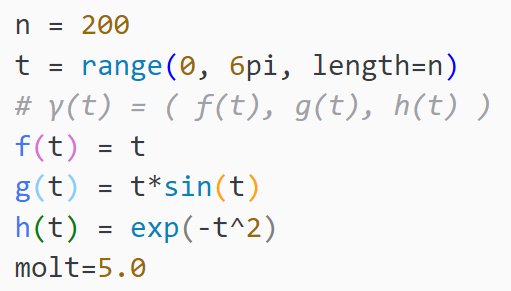 n = 200
t = range(0, 6pi, length=n)
# γ(t) = ( f(t), g(t), h(t) )
f(t) = t
g(t) = t*sin(t)
h(t) = exp(-t^2)
molt=5.0